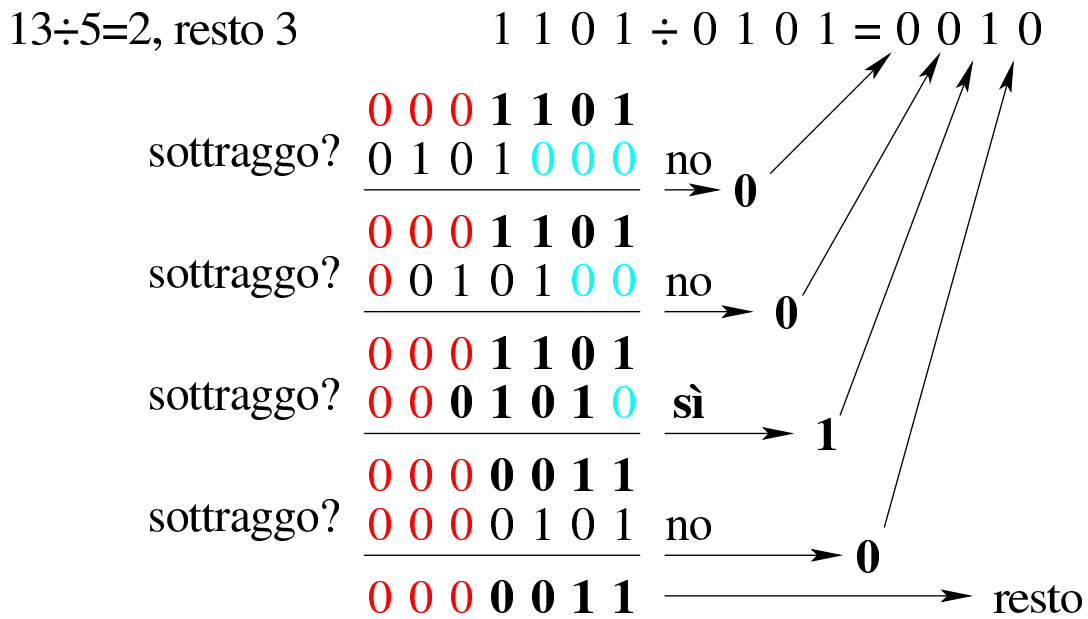 13÷5=2, resto 3 1 1 0 1 ÷ 0 1 0 1 = 0 0 1 0
0 0 0 1 1 0 1
sottraggo? 0 1 0 1 0 0 0 no 0
0 0 0 1 1 0 1
sottraggo? 0 0 1 0 1 0 0 no 0
0 0 0 1 1 0 1
sottraggo? 0 0 0 1 0 1 0 sì 1
0 0 0 0 0 1 1
sottraggo? 0 0 0 0 1 0 1 no 0
0 0 0 0 0 1 1 resto